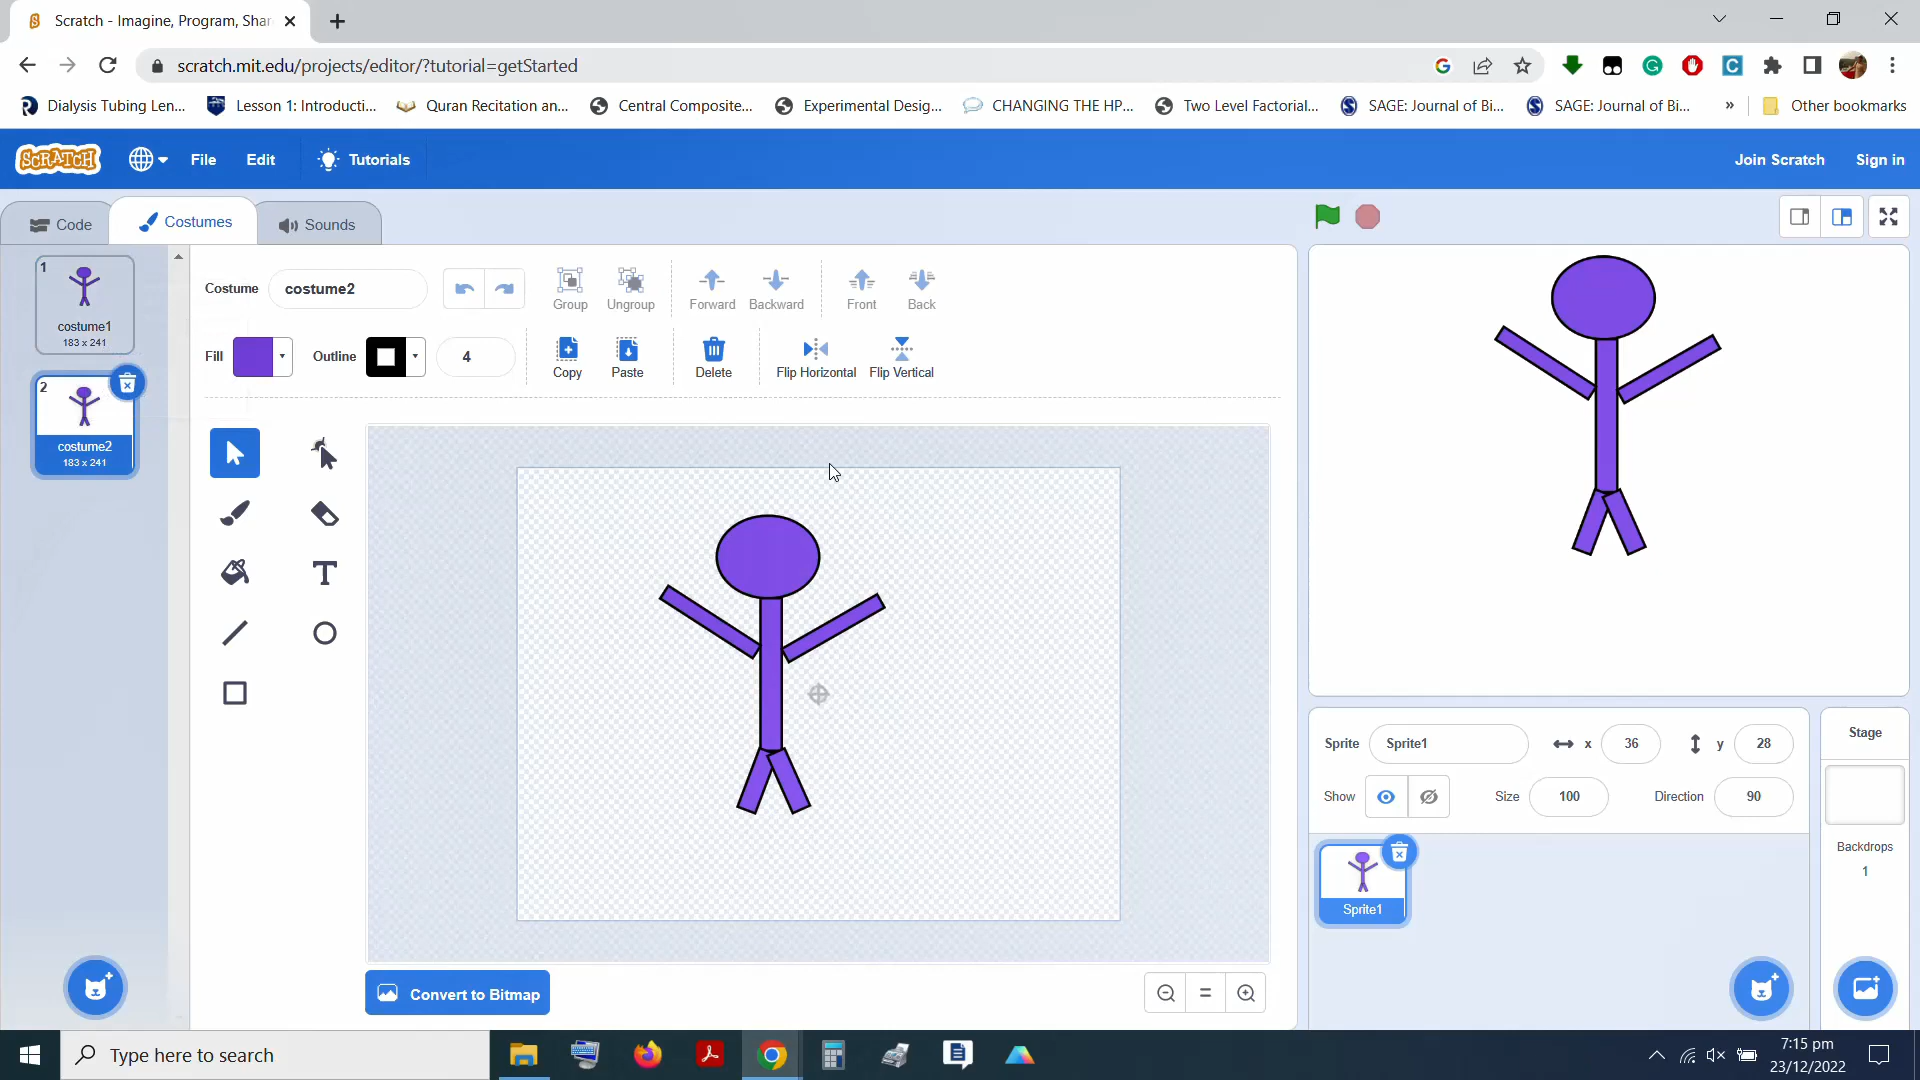 Scratch - Imagine, Program, Shar
scratch.mit.edu/projects/editor/?tutorial=getStarted
Dialysis Tubing Len... Lesson 1: Introducti... Quran Recitation an... Central Composite... Experimental Desig... CHANGING THE HP... Two Level Factorial... SAGE: Journal of Bi... SAGE: Journal of Bi... » Other bookmarks
SCRATCH File Edit Tutorials Join Scratch Sign in
Code Costumes Sounds
1
costume1
183 x 241
2
costume2
183 x 241
Costume costume2 Group Ungroup Forward Backward Front Back
Fill Outline 4 Copy Paste Delete Flip Horizontal Flip Vertical
T
Convert to Bitmap
Sprite Sprite1 x 36 y 28
Show Size 100 Direction 90
Sprite1
Stage
Backdrops
1
Type here to search
7:15 pm
23/12/2022